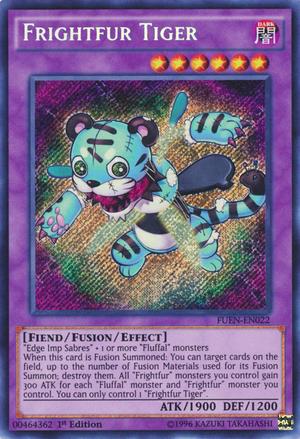 Frightfur Tiger
DARK
闇
FUEN-EN022
[Fiend/Fusion/Effect]
"Edge Imp Sabres" + 1 or more "Fluffal" monsters
When this card is Fusion Summoned: You can target cards on the
field, up to the number of Fusion Materials used for its Fusion
Summon; destroy them. All "Frightfur" monsters you control gain
300 ATK for each "Fluffal" monster and "Frightfur" monster you
control. You can only control 1 "Frightfur Tiger".
ATK/1900 DEF/1200
00464362 1st Edition ©1996 KAZUKI TAKAHASHI